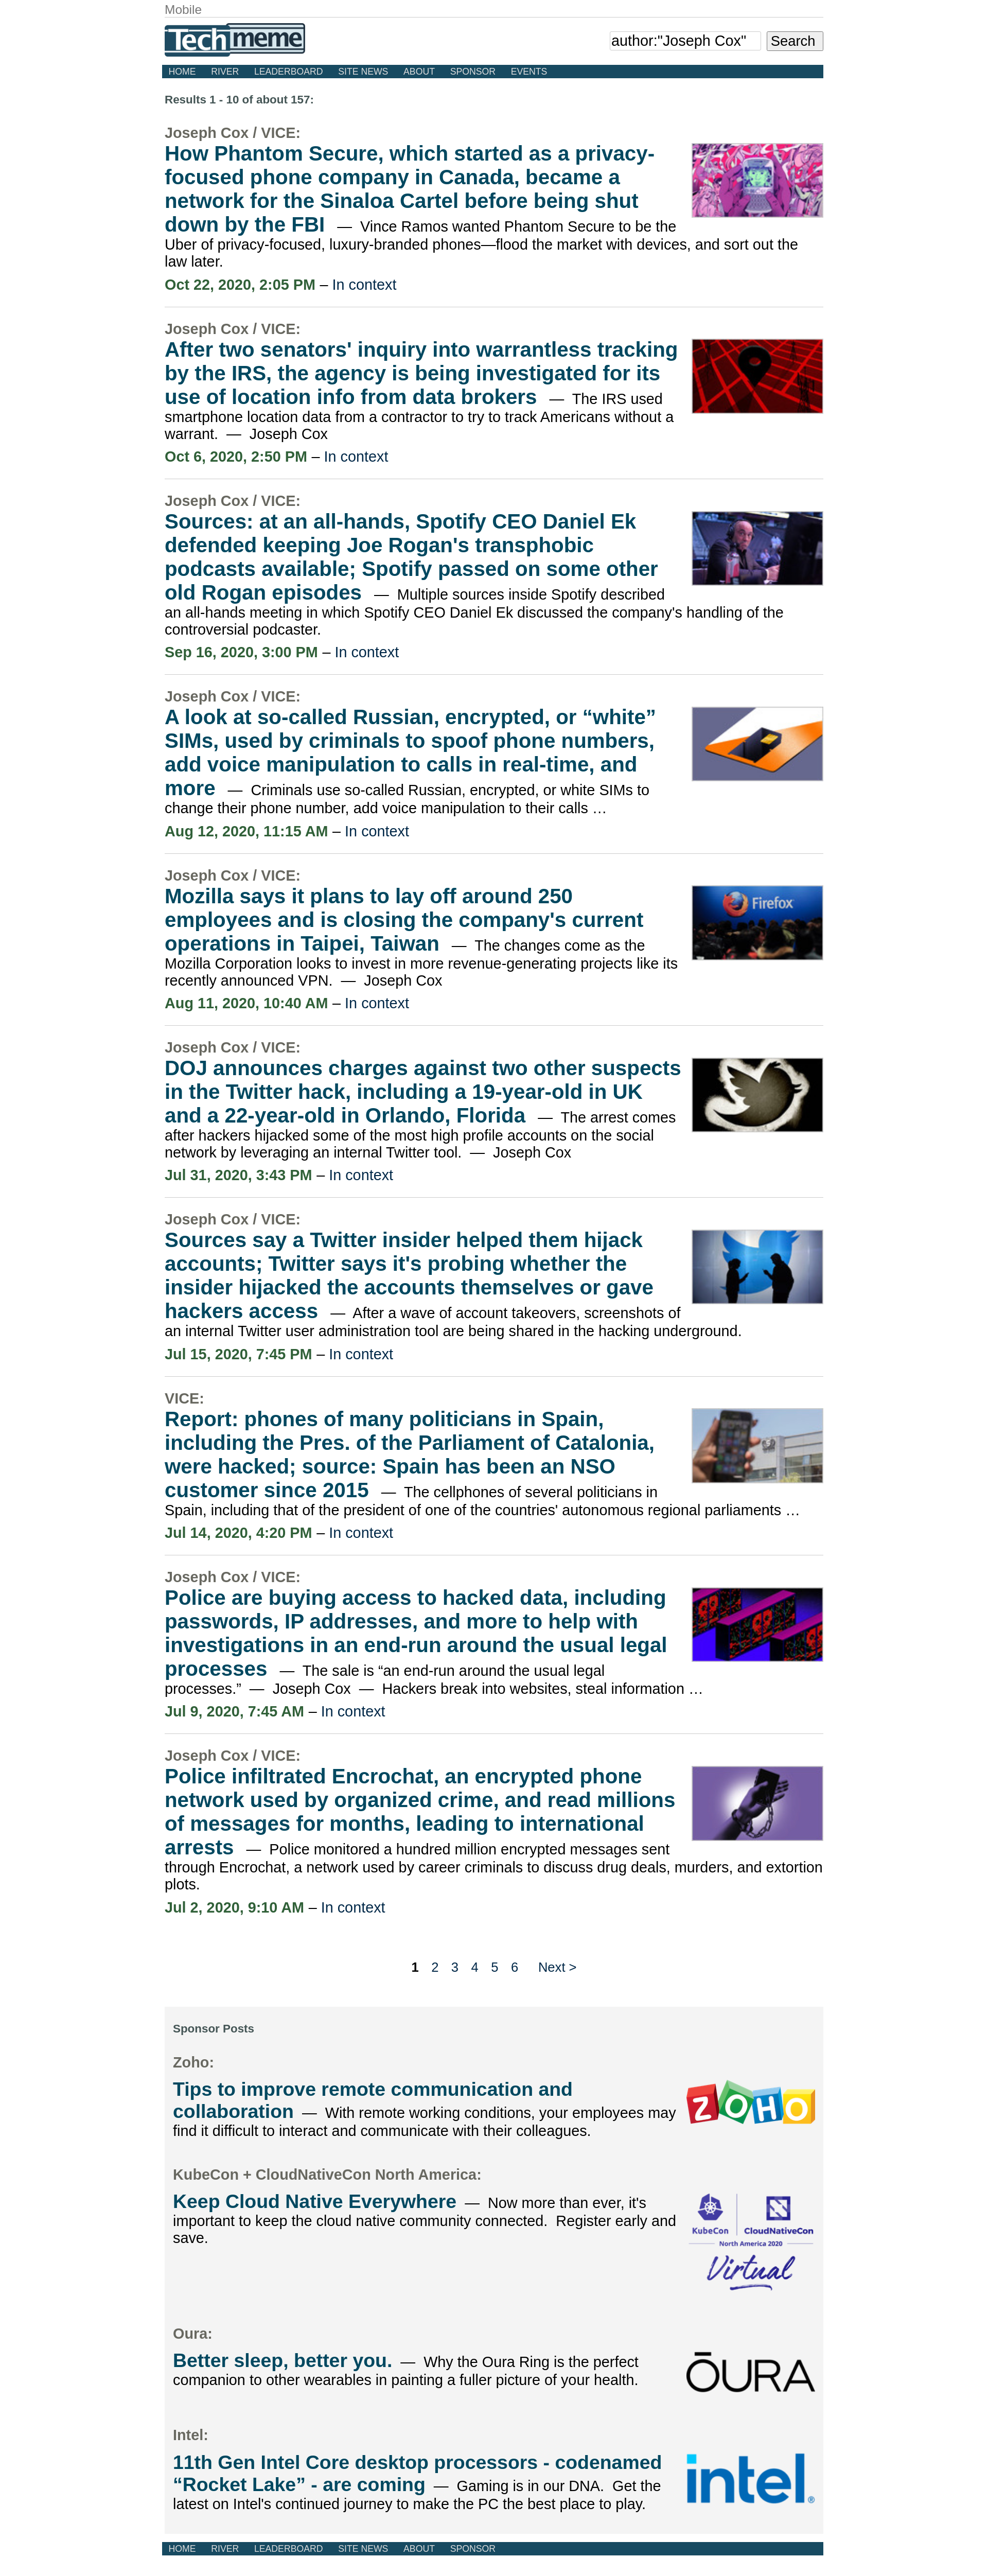 Mobile
Techmeme
author:"Joseph Cox"
Search
HOME RIVER LEADERBOARD SITE NEWS ABOUT SPONSOR EVENTS
Results 1 - 10 of about 157:
Joseph Cox / VICE:
How Phantom Secure, which started as a privacy-
focused phone company in Canada, became a
network for the Sinaloa Cartel before being shut
down by the FBI — Vince Ramos wanted Phantom Secure to be the
Uber of privacy-focused, luxury-branded phones—flood the market with devices, and sort out the
law later.
Oct 22, 2020, 2:05 PM – In context
Joseph Cox / VICE:
After two senators' inquiry into warrantless tracking
by the IRS, the agency is being investigated for its
use of location info from data brokers — The IRS used
smartphone location data from a contractor to try to track Americans without a
warrant. — Joseph Cox
Oct 6, 2020, 2:50 PM – In context
Joseph Cox / VICE:
Sources: at an all-hands, Spotify CEO Daniel Ek
defended keeping Joe Rogan's transphobic
podcasts available; Spotify passed on some other
old Rogan episodes — Multiple sources inside Spotify described
an all-hands meeting in which Spotify CEO Daniel Ek discussed the company's handling of the
controversial podcaster.
Sep 16, 2020, 3:00 PM – In context
Joseph Cox / VICE:
A look at so-called Russian, encrypted, or “white”
SIMs, used by criminals to spoof phone numbers,
add voice manipulation to calls in real-time, and
more — Criminals use so-called Russian, encrypted, or white SIMs to
change their phone number, add voice manipulation to their calls …
Aug 12, 2020, 11:15 AM – In context
Joseph Cox / VICE:
Mozilla says it plans to lay off around 250
employees and is closing the company's current
operations in Taipei, Taiwan — The changes come as the
Mozilla Corporation looks to invest in more revenue-generating projects like its
recently announced VPN. — Joseph Cox
Firefox
Aug 11, 2020, 10:40 AM – In context
Joseph Cox / VICE:
DOJ announces charges against two other suspects
in the Twitter hack, including a 19-year-old in UK
and a 22-year-old in Orlando, Florida — The arrest comes
after hackers hijacked some of the most high profile accounts on the social
network by leveraging an internal Twitter tool. — Joseph Cox
Jul 31, 2020, 3:43 PM – In context
Joseph Cox / VICE:
Sources say a Twitter insider helped them hijack
accounts; Twitter says it's probing whether the
insider hijacked the accounts themselves or gave
hackers access — After a wave of account takeovers, screenshots of
an internal Twitter user administration tool are being shared in the hacking underground.
Jul 15, 2020, 7:45 PM – In context
VICE:
Report: phones of many politicians in Spain,
including the Pres. of the Parliament of Catalonia,
were hacked; source: Spain has been an NSO
customer since 2015 — The cellphones of several politicians in
Spain, including that of the president of one of the countries' autonomous regional parliaments …
Jul 14, 2020, 4:20 PM – In context
Joseph Cox / VICE:
Police are buying access to hacked data, including
passwords, IP addresses, and more to help with
investigations in an end-run around the usual legal
processes — The sale is “an end-run around the usual legal
processes.” — Joseph Cox — Hackers break into websites, steal information …
Jul 9, 2020, 7:45 AM – In context
Joseph Cox / VICE:
Police infiltrated Encrochat, an encrypted phone
network used by organized crime, and read millions
of messages for months, leading to international
arrests — Police monitored a hundred million encrypted messages sent
through Encrochat, a network used by career criminals to discuss drug deals, murders, and extortion
plots.
Jul 2, 2020, 9:10 AM – In context
1 2 3 4 5 6 Next >
Sponsor Posts
Zoho:
Tips to improve remote communication and
collaboration — With remote working conditions, your employees may
find it difficult to interact and communicate with their colleagues.
ZOHO
KubeCon + CloudNativeCon North America:
Keep Cloud Native Everywhere — Now more than ever, it's
important to keep the cloud native community connected. Register early and
save.
KubeCon CloudNativeCon
North America 2020
Virtual
Oura:
Better sleep, better you. — Why the Oura Ring is the perfect
companion to other wearables in painting a fuller picture of your health.
ŌURA
Intel:
11th Gen Intel Core desktop processors - codenamed
“Rocket Lake” - are coming — Gaming is in our DNA. Get the
latest on Intel's continued journey to make the PC the best place to play.
intel®
HOME RIVER LEADERBOARD SITE NEWS ABOUT SPONSOR